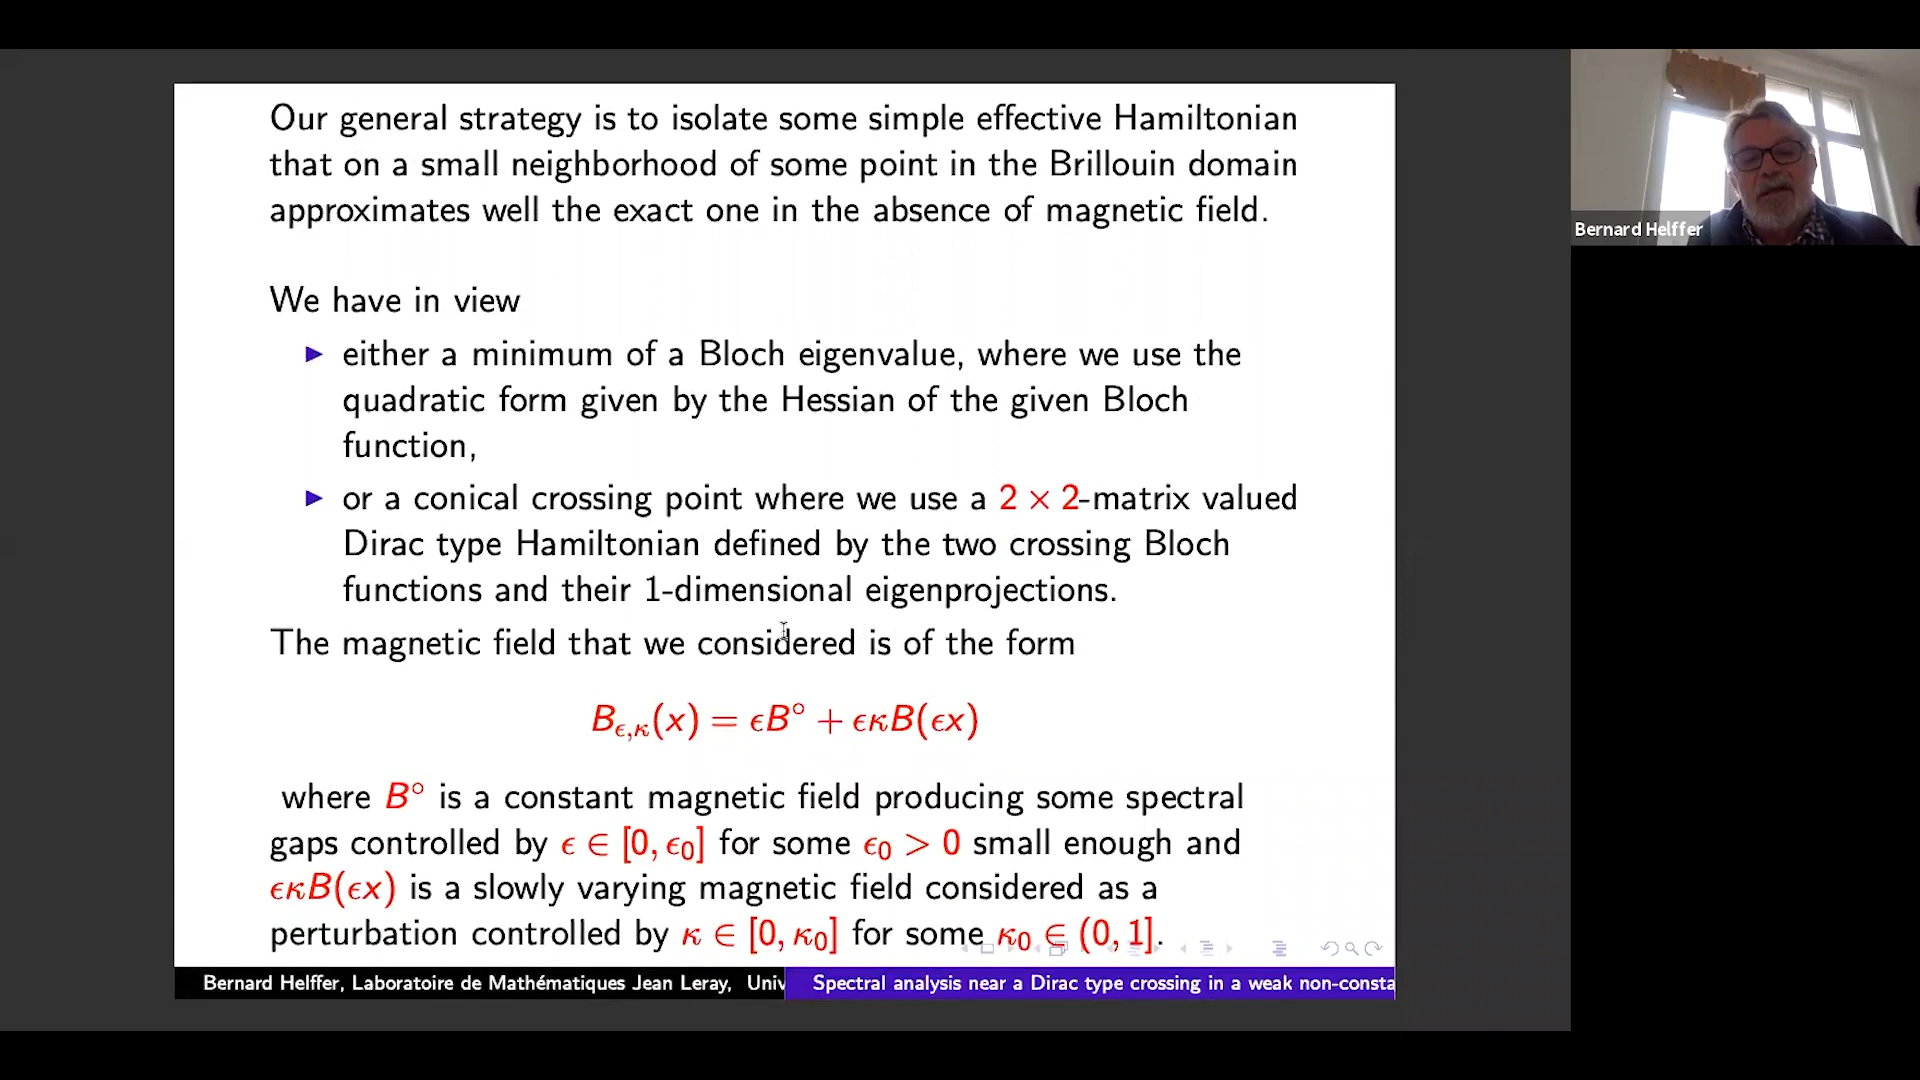 Our general strategy is to isolate some simple effective Hamiltonian
that on a small neighborhood of some point in the Brillouin domain
approximates well the exact one in the absence of magnetic field.
We have in view
▶ either a minimum of a Bloch eigenvalue, where we use the
quadratic form given by the Hessian of the given Bloch
function,
▶ or a conical crossing point where we use a 2 × 2-matrix valued
Dirac type Hamiltonian defined by the two crossing Bloch
functions and their 1-dimensional eigenprojections.
The magnetic field that we considered is of the form
B_{ϵ,κ}(x) = ϵB° + ϵκB(ϵx)
where B° is a constant magnetic field producing some spectral
gaps controlled by ϵ ∈ [0, ϵ₀] for some ϵ₀ > 0 small enough and
ϵκB(ϵx) is a slowly varying magnetic field considered as a
perturbation controlled by κ ∈ [0, κ₀] for some κ₀ ∈ (0, 1].
Bernard Helffer, Laboratoire de Mathématiques Jean Leray, Univ
Spectral analysis near a Dirac type crossing in a weak non-consta
Bernard Helffer